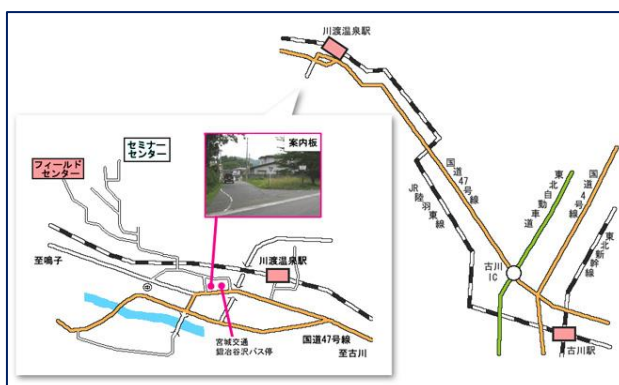 川渡温泉駅
国道47号線
JR陸羽東線
東北自動車道
国道4号線
東北新幹線
古川
IC
古川駅
セミナー
センター
フィールド
センター
案内板
至鳴子
川渡温泉駅
宮城交通
鍛冶谷沢バス停
国道47号線
至古川